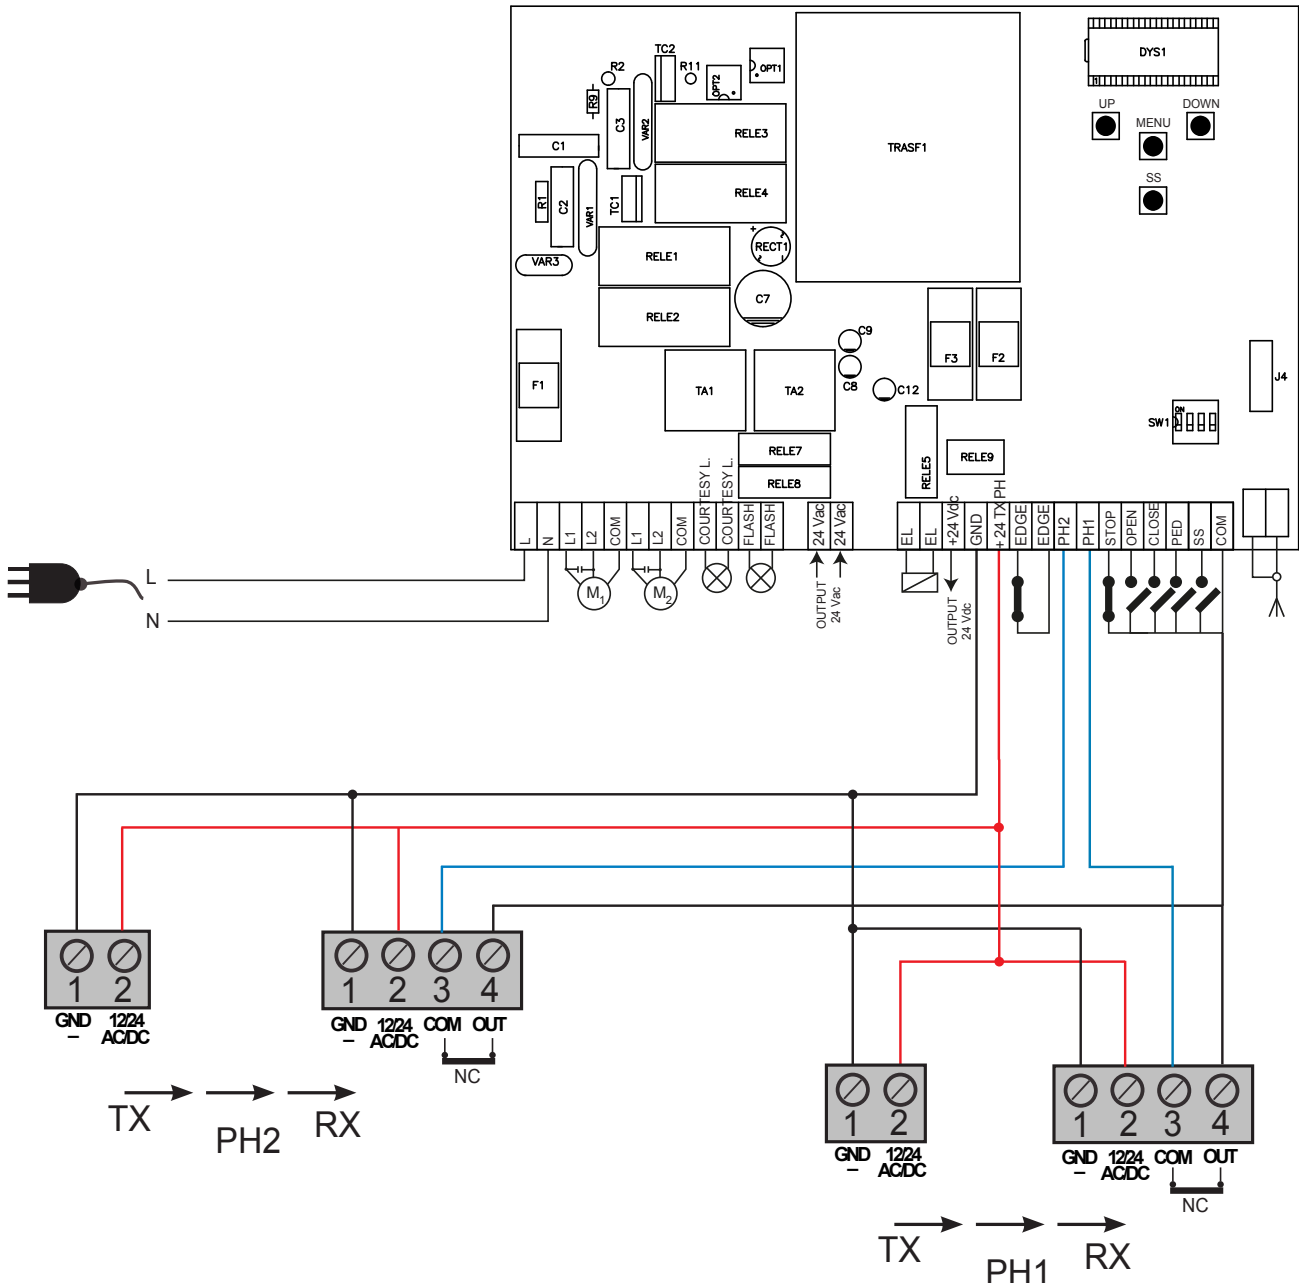 DYS1
1
UP
DOWN
MENU
SS
TC2
R2
R11
OPT1
OPT2
R9
C3
VAR2
RELE3
TRASF1
C1
R1
C2
VAR1
TC1
RELE4
+
RECT1
VAR3
RELE1
C7
RELE2
C9
C8
C12
F3
F2
F1
TA1
TA2
J4
ON
SW1
RELE7
RELE8
RELE5
RELE9
L
N
L1
L2
COM
L1
L2
COM
COURTESY L.
COURTESY L.
FLASH
FLASH
24 Vac
24 Vac
EL
EL
+24 Vdc
GND
+ 24 TX PH
EDGE
EDGE
PH2
PH1
STOP
OPEN
CLOSE
PED
SS
COM
L
N
M1
M2
OUTPUT
24 Vac
OUTPUT
24 Vdc
1 2
GND 12/24
– AC/DC
1 2 3 4
GND 12/24 COM OUT
– AC/DC
NC
TX PH2 RX
1 2
GND 12/24
– AC/DC
1 2 3 4
GND 12/24 COM OUT
– AC/DC
NC
TX PH1 RX